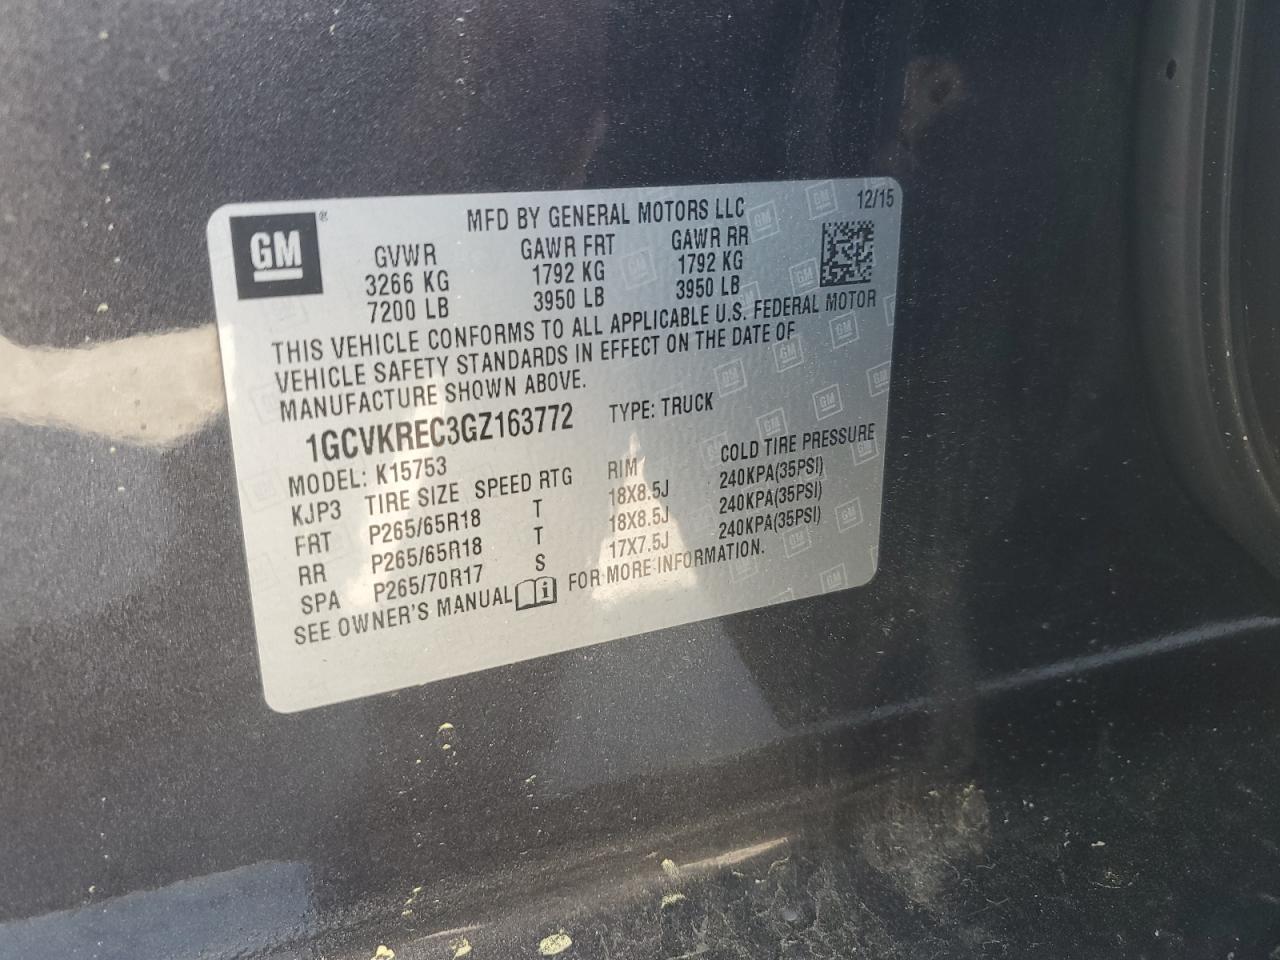 GM®
MFD BY GENERAL MOTORS LLC 12/15
GVWR GAWR FRT GAWR RR
3266 KG 1792 KG 1792 KG
7200 LB 3950 LB 3950 LB
THIS VEHICLE CONFORMS TO ALL APPLICABLE U.S. FEDERAL MOTOR
VEHICLE SAFETY STANDARDS IN EFFECT ON THE DATE OF
MANUFACTURE SHOWN ABOVE.
1GCVKREC3GZ163772 TYPE: TRUCK
MODEL: K15753
KJP3 TIRE SIZE SPEED RTG RIM COLD TIRE PRESSURE
FRT P265/65R18 T 18X8.5J 240KPA(35PSI)
RR P265/65R18 T 18X8.5J 240KPA(35PSI)
SPA P265/70R17 S 17X7.5J 240KPA(35PSI)
SEE OWNER'S MANUAL FOR MORE INFORMATION.